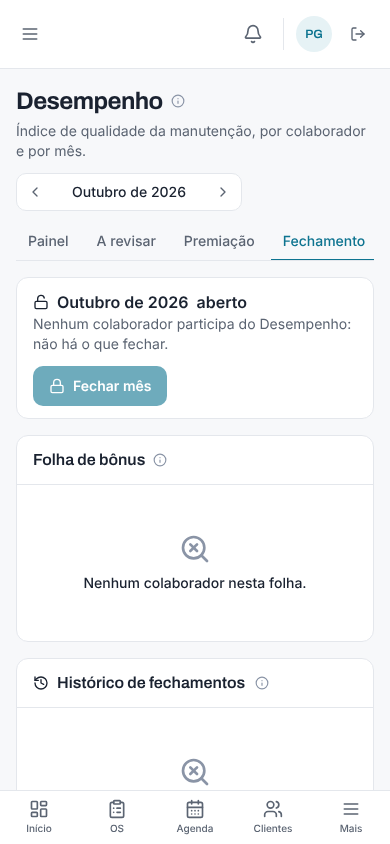 PG
Desempenho
Índice de qualidade da manutenção, por colaborador
e por mês.
Outubro de 2026
Painel
A revisar
Premiação
Fechamento
Outubro de 2026 aberto
Nenhum colaborador participa do Desempenho:
não há o que fechar.
Fechar mês
Folha de bônus
Nenhum colaborador nesta folha.
Histórico de fechamentos
Início
OS
Agenda
Clientes
Mais